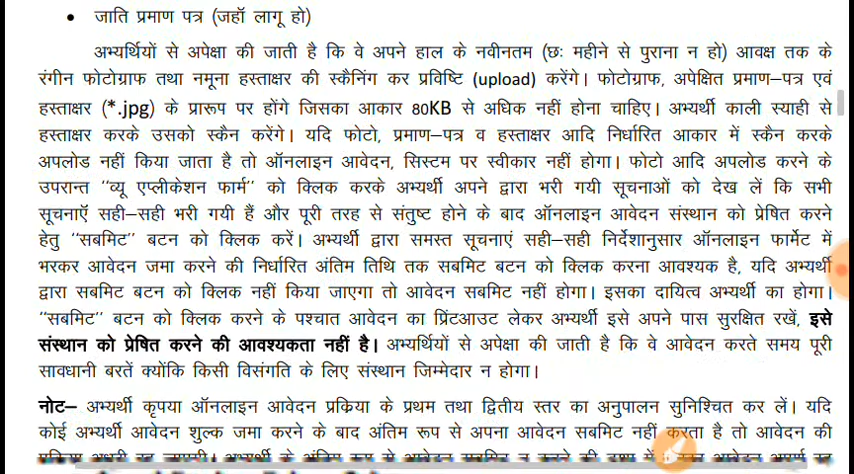 • जाति प्रमाण पत्र (जहॉ लागू हो)
अभ्यर्थियों से अपेक्षा की जाती है कि वे अपने हाल के नवीनतम (छः महीने से पुराना न हो) आवक्ष तक के
रंगीन फोटोग्राफ तथा नमूना हस्ताक्षर की स्कैनिंग कर प्रविष्टि (upload) करेंगे। फोटोग्राफ, अपेक्षित प्रमाण–पत्र एवं
हस्ताक्षर (*.jpg) के प्रारूप पर होंगे जिसका आकार 80KB से अधिक नहीं होना चाहिए। अभ्यर्थी काली स्याही से
हस्ताक्षर करके उसको स्कैन करेंगे। यदि फोटो, प्रमाण–पत्र व हस्ताक्षर आदि निर्धारित आकार में स्कैन करके
अपलोड नहीं किया जाता है तो ऑनलाइन आवेदन, सिस्टम पर स्वीकार नहीं होगा। फोटो आदि अपलोड करने के
उपरान्त “व्यू एप्लीकेशन फार्म” को क्लिक करके अभ्यर्थी अपने द्वारा भरी गयी सूचनाओं को देख लें कि सभी
सूचनाऍ सही–सही भरी गयी हैं और पूरी तरह से संतुष्ट होने के बाद ऑनलाइन आवेदन संस्थान को प्रेषित करने
हेतु “सबमिट” बटन को क्लिक करें। अभ्यर्थी द्वारा समस्त सूचनाएं सही–सही निर्देशानुसार ऑनलाइन फार्मेट में
भरकर आवेदन जमा करने की निर्धारित अंतिम तिथि तक सबमिट बटन को क्लिक करना आवश्यक है, यदि अभ्यर्थी
द्वारा सबमिट बटन को क्लिक नहीं किया जाएगा तो आवेदन सबमिट नहीं होगा। इसका दायित्व अभ्यर्थी का होगा।
“सबमिट” बटन को क्लिक करने के पश्चात आवेदन का प्रिंटआउट लेकर अभ्यर्थी इसे अपने पास सुरक्षित रखें, इसे
संस्थान को प्रेषित करने की आवश्यकता नहीं है। अभ्यर्थियों से अपेक्षा की जाती है कि वे आवेदन करते समय पूरी
सावधानी बरतें क्योंकि किसी विसंगति के लिए संस्थान जिम्मेदार न होगा।
नोट– अभ्यर्थी कृपया ऑनलाइन आवेदन प्रक्रिया के प्रथम तथा द्वितीय स्तर का अनुपालन सुनिश्चित कर लें। यदि
कोई अभ्यर्थी आवेदन शुल्क जमा करने के बाद अंतिम रूप से अपना आवेदन सबमिट नहीं करता है तो आवेदन की